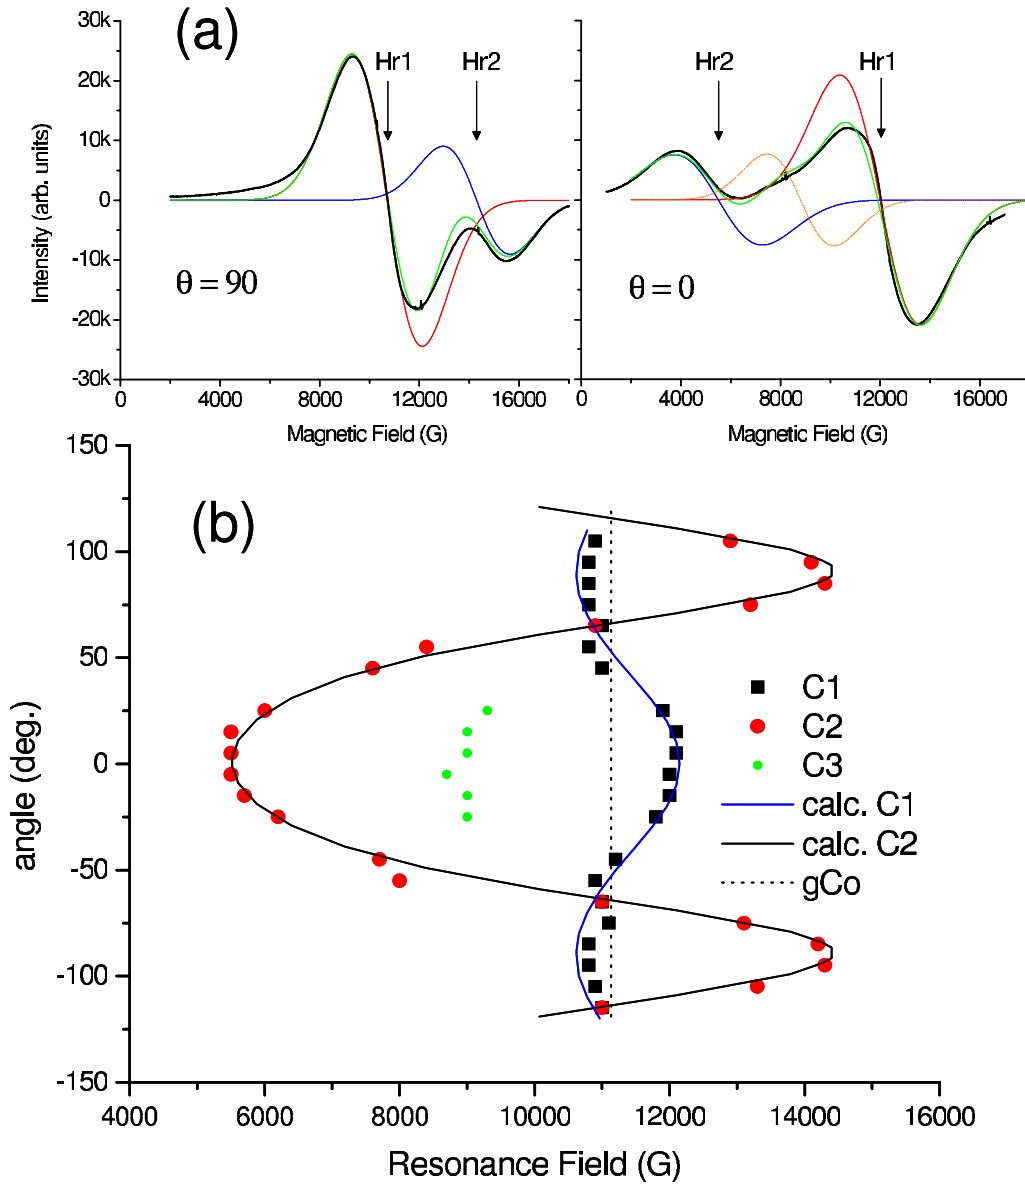 (a)
30k
20k
10k
0
-10k
-20k
-30k
Intensity (arb. units)
Hr1
Hr2
θ = 90
0
4000
8000
12000
16000
Magnetic Field (G)
Hr2
Hr1
θ = 0
0
4000
8000
12000
16000
Magnetic Field (G)
(b)
150
100
50
0
-50
-100
-150
angle (deg.)
C1
C2
C3
calc. C1
calc. C2
gCo
4000
6000
8000
10000
12000
14000
16000
Resonance Field (G)